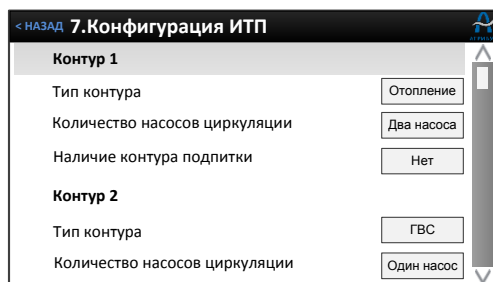 < НАЗАД 7.Конфигурация ИТП
Контур 1
Тип контура Отопление
Количество насосов циркуляции Два насоса
Наличие контура подпитки Нет
Контур 2
Тип контура ГВС
Количество насосов циркуляции Один насос